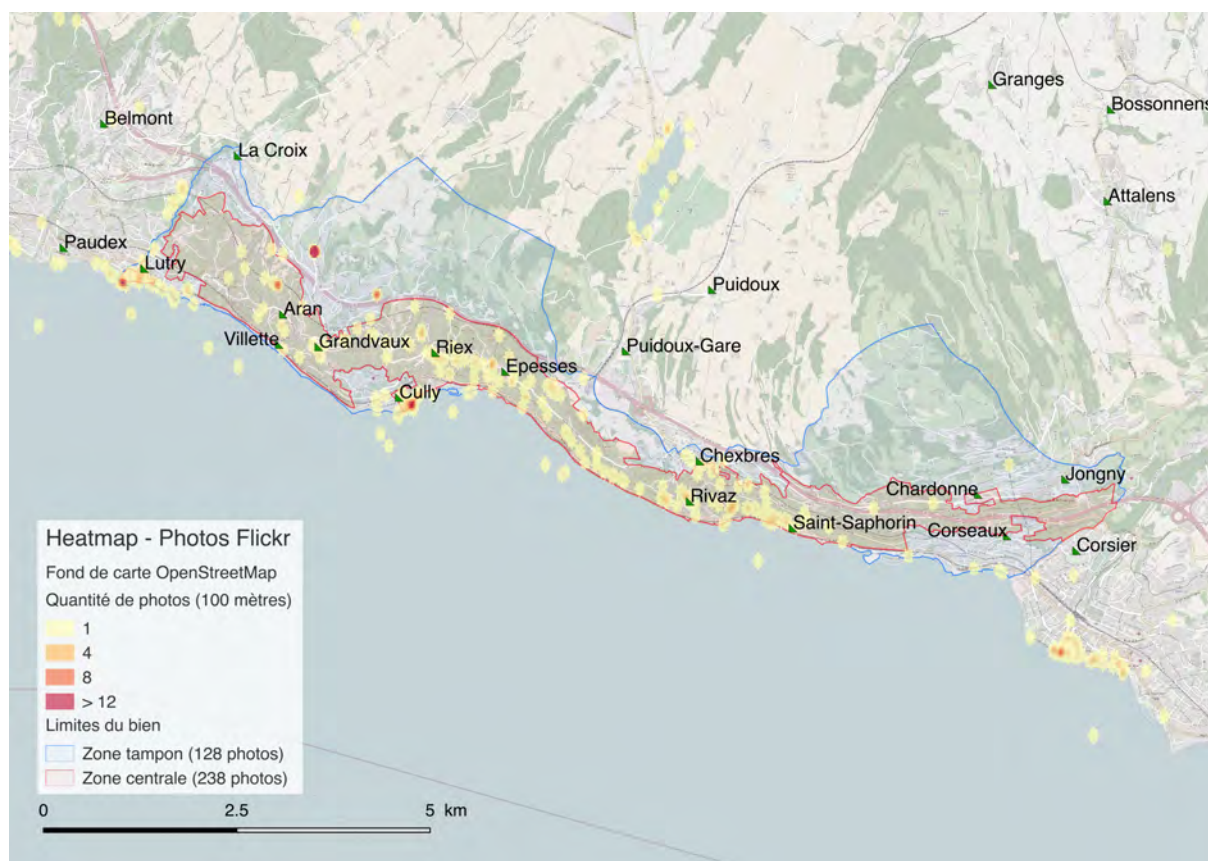 Granges
Bossonnens
Belmont
La Croix
Attalens
Paudex
Lutry
Puidoux
Aran
Villette
Grandvaux
Riex
Puidoux-Gare
Epesses
Cully
Chexbres
Jongny
Chardonne
Rivaz
Saint-Saphorin
Corseaux
Corsier
Heatmap - Photos Flickr
Fond de carte OpenStreetMap
Quantité de photos (100 mètres)
1
4
8
> 12
Limites du bien
Zone tampon (128 photos)
Zone centrale (238 photos)
0 2.5 5 km